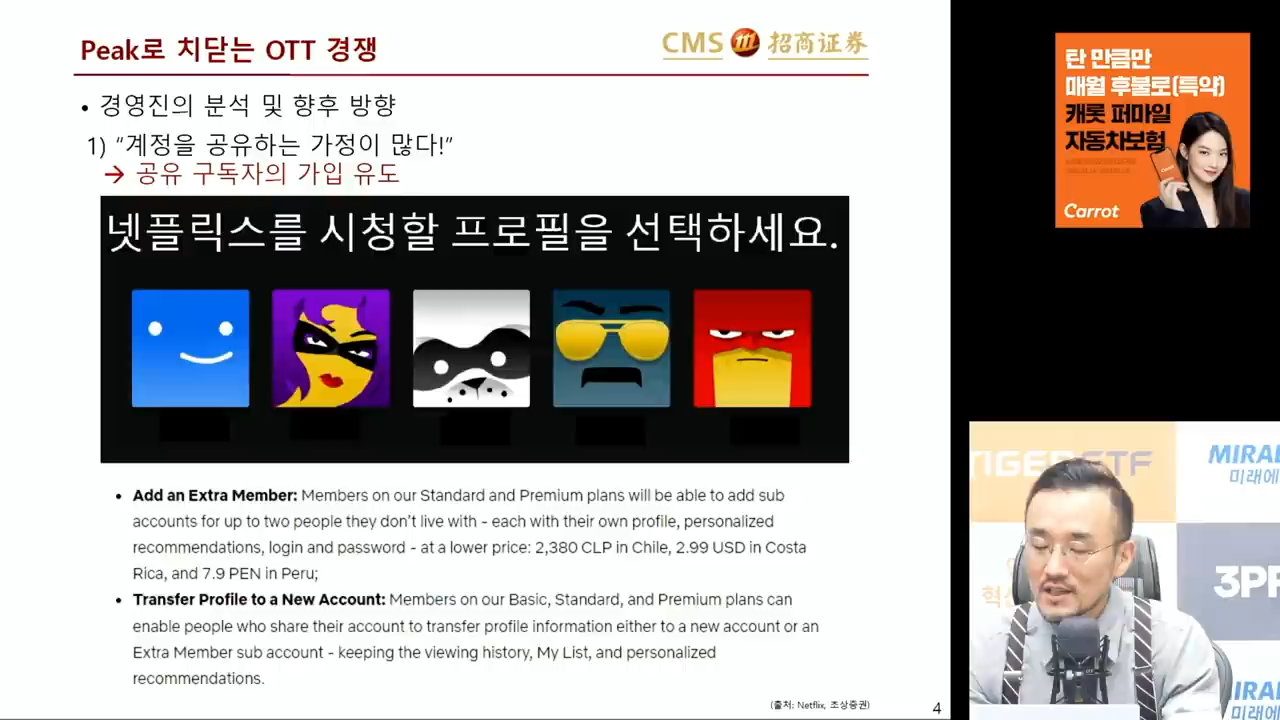 Peak로 치닫는 OTT 경쟁
CMS 招商证券
• 경영진의 분석 및 향후 방향
1) “계정을 공유하는 가정이 많다!”
→ 공유 구독자의 가입 유도
넷플릭스를 시청할 프로필을 선택하세요.
• Add an Extra Member: Members on our Standard and Premium plans will be able to add sub
accounts for up to two people they don’t live with - each with their own profile, personalized
recommendations, login and password - at a lower price: 2,380 CLP in Chile, 2.99 USD in Costa
Rica, and 7.9 PEN in Peru;
• Transfer Profile to a New Account: Members on our Basic, Standard, and Premium plans can
enable people who share their account to transfer profile information either to a new account or an
Extra Member sub account - keeping the viewing history, My List, and personalized
recommendations.
(출처: Netflix, 초상증권)
4
탄 만큼만
매월 후불로(특약)
캐롯 퍼마일
자동차보험
Carrot
TIGER ETF
MIRAE
미래에
3PR
혁신
MIRAE
미래에